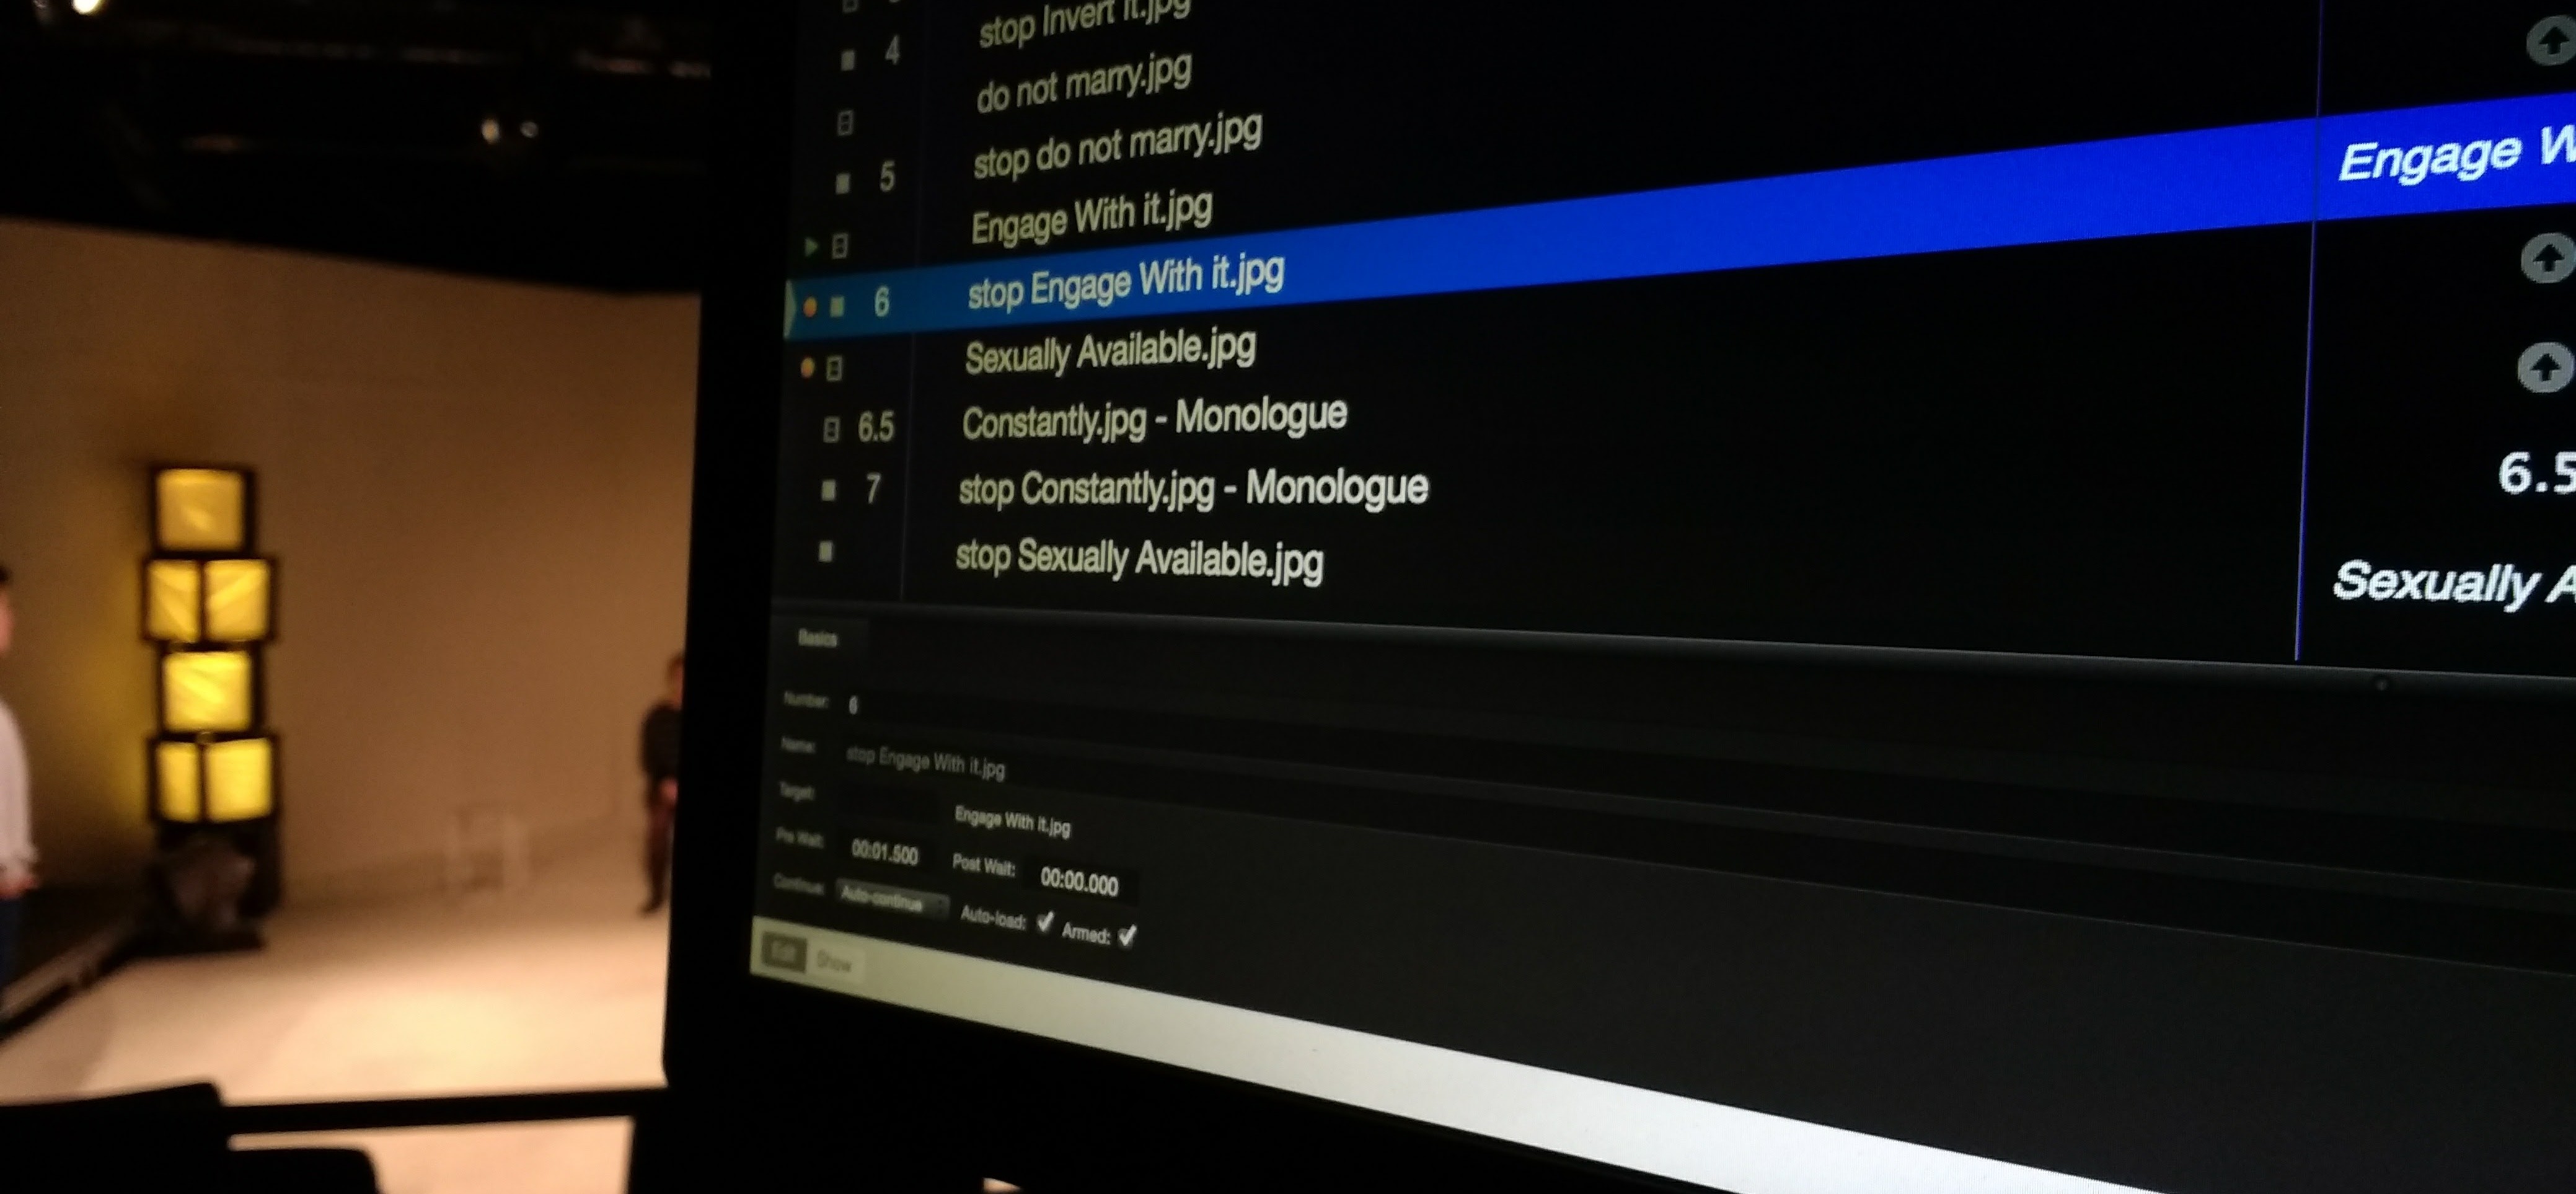 stop Invert it.jpg
4 do not marry.jpg
stop do not marry.jpg
5 Engage With it.jpg
Engage W
6 stop Engage With it.jpg
Sexually Available.jpg
6.5 Constantly.jpg - Monologue
6.5
7 stop Constantly.jpg - Monologue
stop Sexually Available.jpg
Sexually A
Basics
Number: 6
Name: stop Engage With it.jpg
Target: Engage With it.jpg
Pre Wait: 00:01.500 Post Wait: 00:00.000
Continue: Auto-continue Auto-load: Armed:
Edit Show